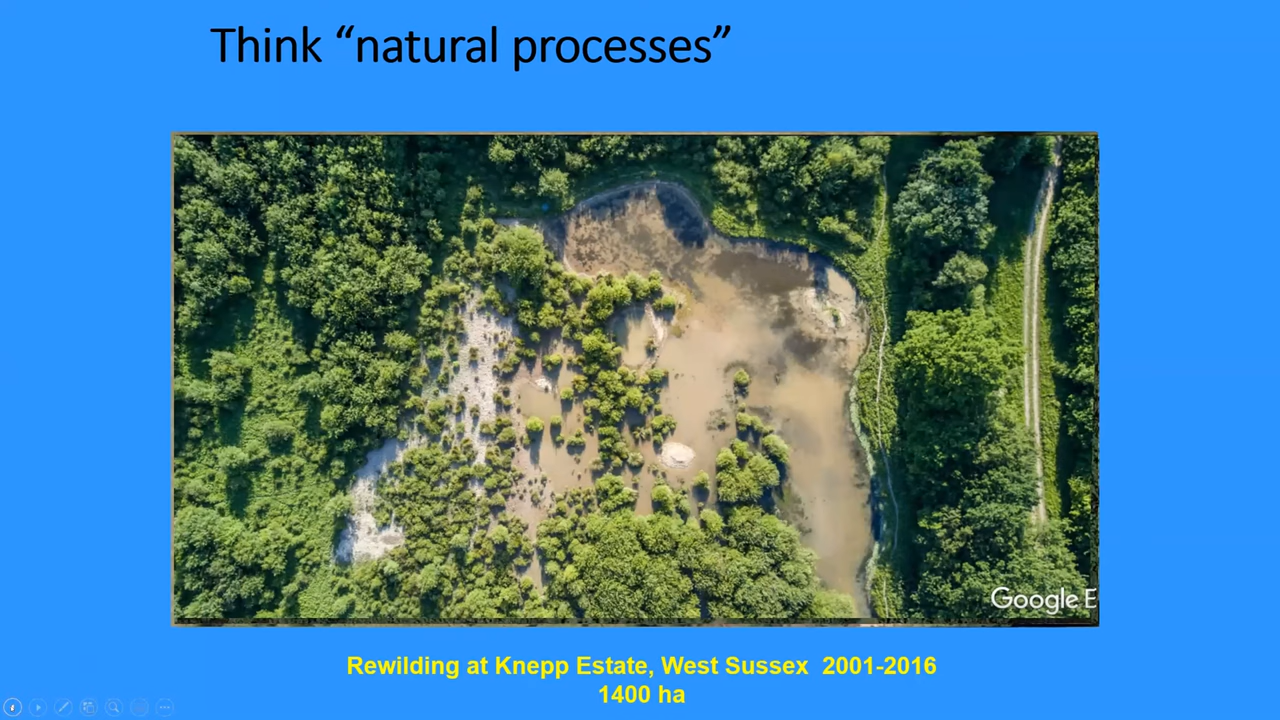 Think “natural processes”
Google E
Rewilding at Knepp Estate, West Sussex 2001-2016
1400 ha